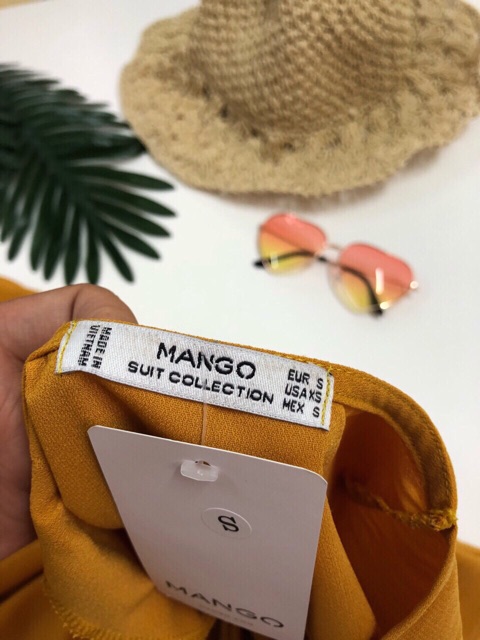 MADE IN
VIETNAM
MANGO
SUIT COLLECTION
EUR S
USA XS
MEX S
S
MANGO